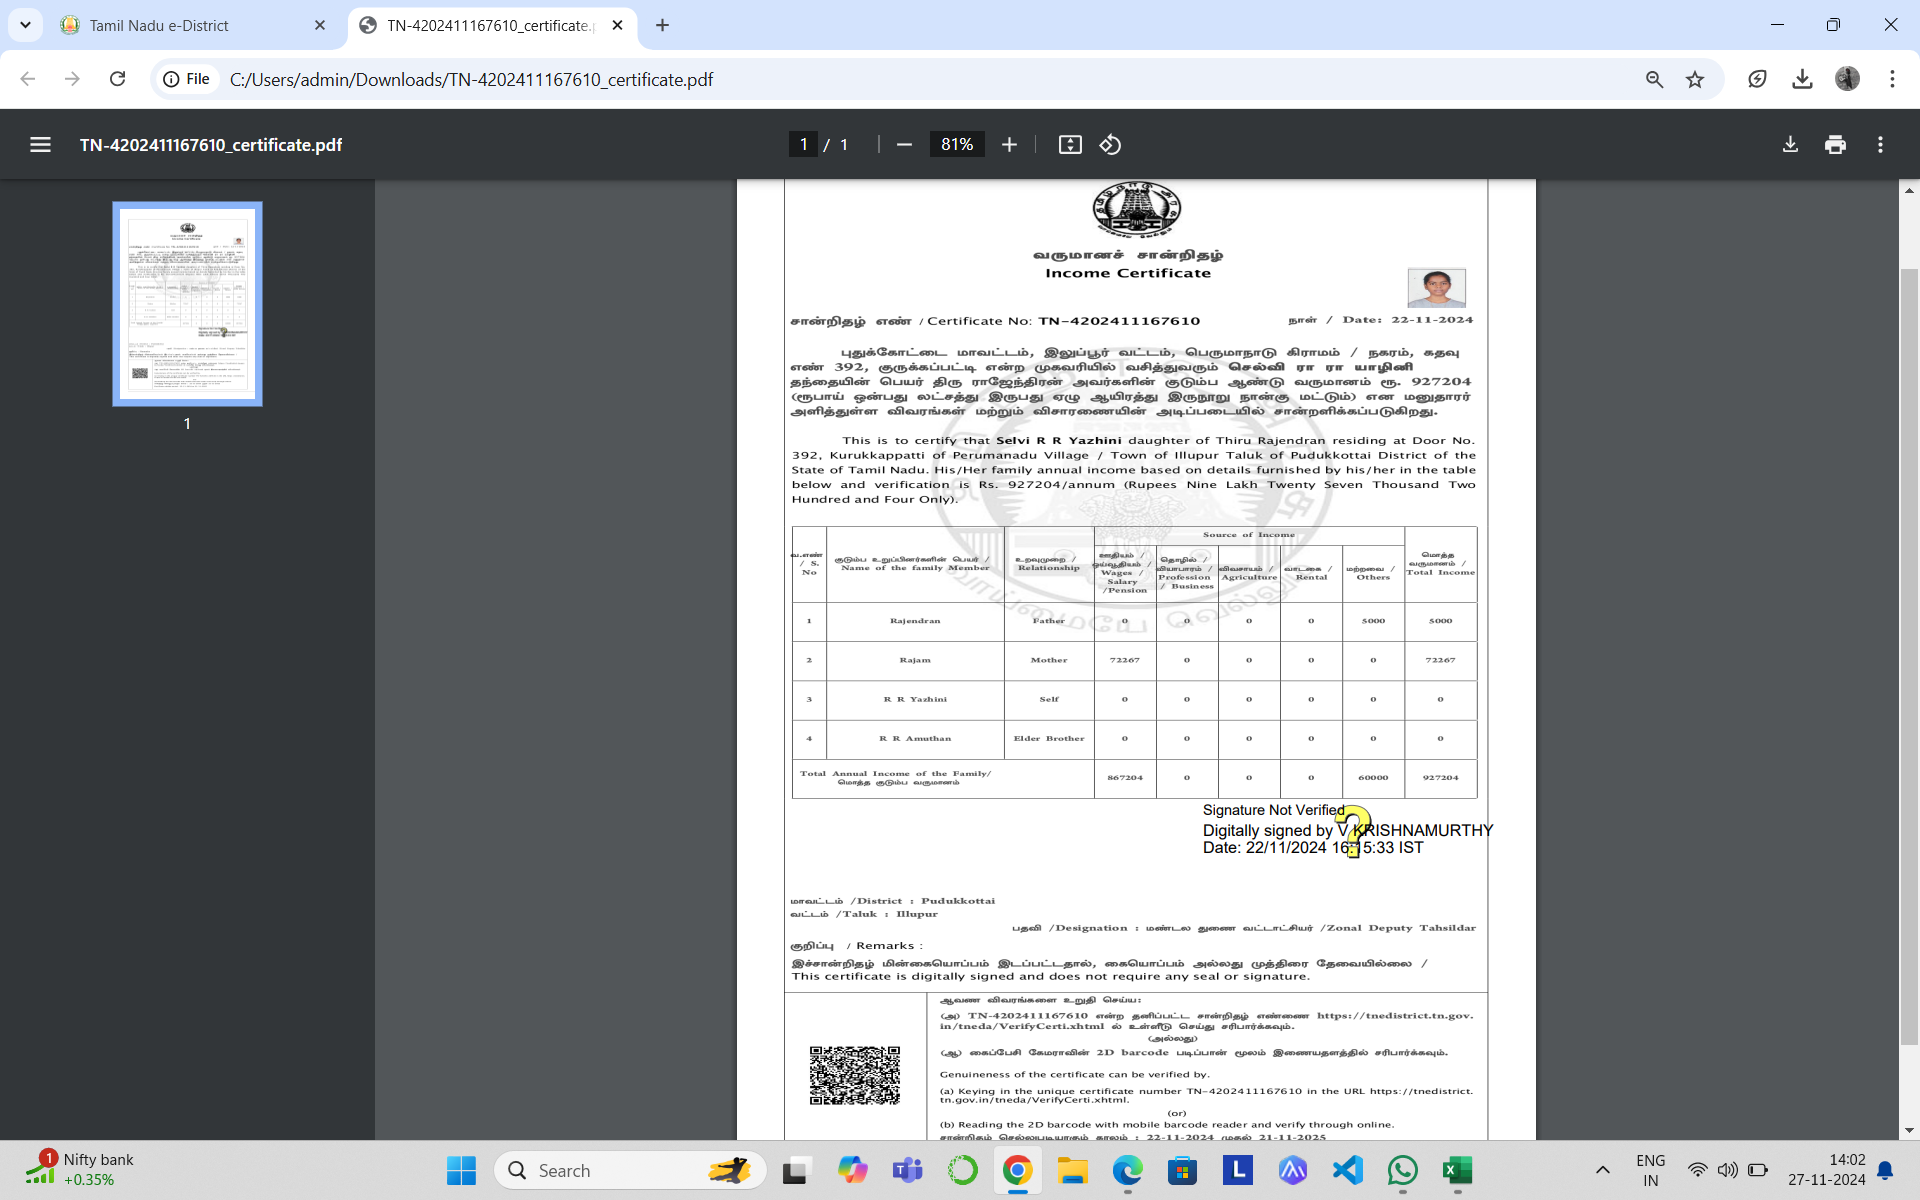 Tamil Nadu e-District
TN-4202411167610_certificate.p
File
C:/Users/admin/Downloads/TN-4202411167610_certificate.pdf
TN-4202411167610_certificate.pdf
1 / 1
81%
1
வருமானச் சான்றிதழ்
Income Certificate
சான்றிதழ் எண் / Certificate No: TN-4202411167610
நாள் / Date: 22-11-2024
புதுக்கோட்டை மாவட்டம், இலுப்பூர் வட்டம், பெருமாநாடு கிராமம் / நகரம், கதவு
எண் 392, குருக்கப்பட்டி என்ற முகவரியில் வசித்துவரும் செல்வி ரா ரா யாழினி
தந்தையின் பெயர் திரு ராஜேந்திரன் அவர்களின் குடும்ப ஆண்டு வருமானம் ரூ. 927204
(ரூபாய் ஒன்பது லட்சத்து இருபது ஏழு ஆயிரத்து இருநூறு நான்கு மட்டும்) என மனுதாரர்
அளித்துள்ள விவரங்கள் மற்றும் விசாரணையின் அடிப்படையில் சான்றளிக்கப்படுகிறது.
This is to certify that Selvi R R Yazhini daughter of Thiru Rajendran residing at Door No.
392, Kurukkappatti of Perumanadu Village / Town of Illupur Taluk of Pudukkottai District of the
State of Tamil Nadu. His/Her family annual income based on details furnished by his/her in the table
below and verification is Rs. 927204/annum (Rupees Nine Lakh Twenty Seven Thousand Two
Hundred and Four Only).
Source of Income
வ.எண் / S. No
குடும்ப உறுப்பினர்களின் பெயர் / Name of the family Member
உறவுமுறை / Relationship
ஊதியம் / ஓய்வூதியம் / Wages / Salary /Pension
தொழில் / வியாபாரம் / Profession / Business
விவசாயம் / Agriculture
வாடகை / Rental
மற்றவை / Others
மொத்த வருமானம் / Total Income
1 Rajendran Father 0 0 0 0 5000 5000
2 Rajam Mother 72267 0 0 0 0 72267
3 R R Yazhini Self 0 0 0 0 0 0
4 R R Amuthan Elder Brother 0 0 0 0 0 0
Total Annual Income of the Family/
மொத்த குடும்ப வருமானம்
867204 0 0 0 60000 927204
Signature Not Verified
Digitally signed by V KRISHNAMURTHY
Date: 22/11/2024 16:15:33 IST
மாவட்டம் /District : Pudukkottai
வட்டம் /Taluk : Illupur
பதவி /Designation : மண்டல துணை வட்டாட்சியர் /Zonal Deputy Tahsildar
குறிப்பு / Remarks :
இச்சான்றிதழ் மின்கையொப்பம் இடப்பட்டதால், கையொப்பம் அல்லது முத்திரை தேவையில்லை /
This certificate is digitally signed and does not require any seal or signature.
ஆவண விவரங்களை உறுதி செய்ய:
(அ) TN-4202411167610 என்ற தனிப்பட்ட சான்றிதழ் எண்ணை https://tnedistrict.tn.gov.
in/tneda/VerifyCerti.xhtml ல் உள்ளீடு செய்து சரிபார்க்கவும்.
(அல்லது)
(ஆ) கைப்பேசி கேமராவின் 2D barcode படிப்பான் மூலம் இணையதளத்தில் சரிபார்க்கவும்.
Genuineness of the certificate can be verified by.
(a) Keying in the unique certificate number TN-4202411167610 in the URL https://tnedistrict.
tn.gov.in/tneda/VerifyCerti.xhtml.
(or)
(b) Reading the 2D barcode with mobile barcode reader and verify through online.
சான்றிதழ் செல்லுபடியாகும் காலம் : 22-11-2024 முதல் 21-11-2025
1
Nifty bank
+0.35%
Search
ENG
IN
14:02
27-11-2024